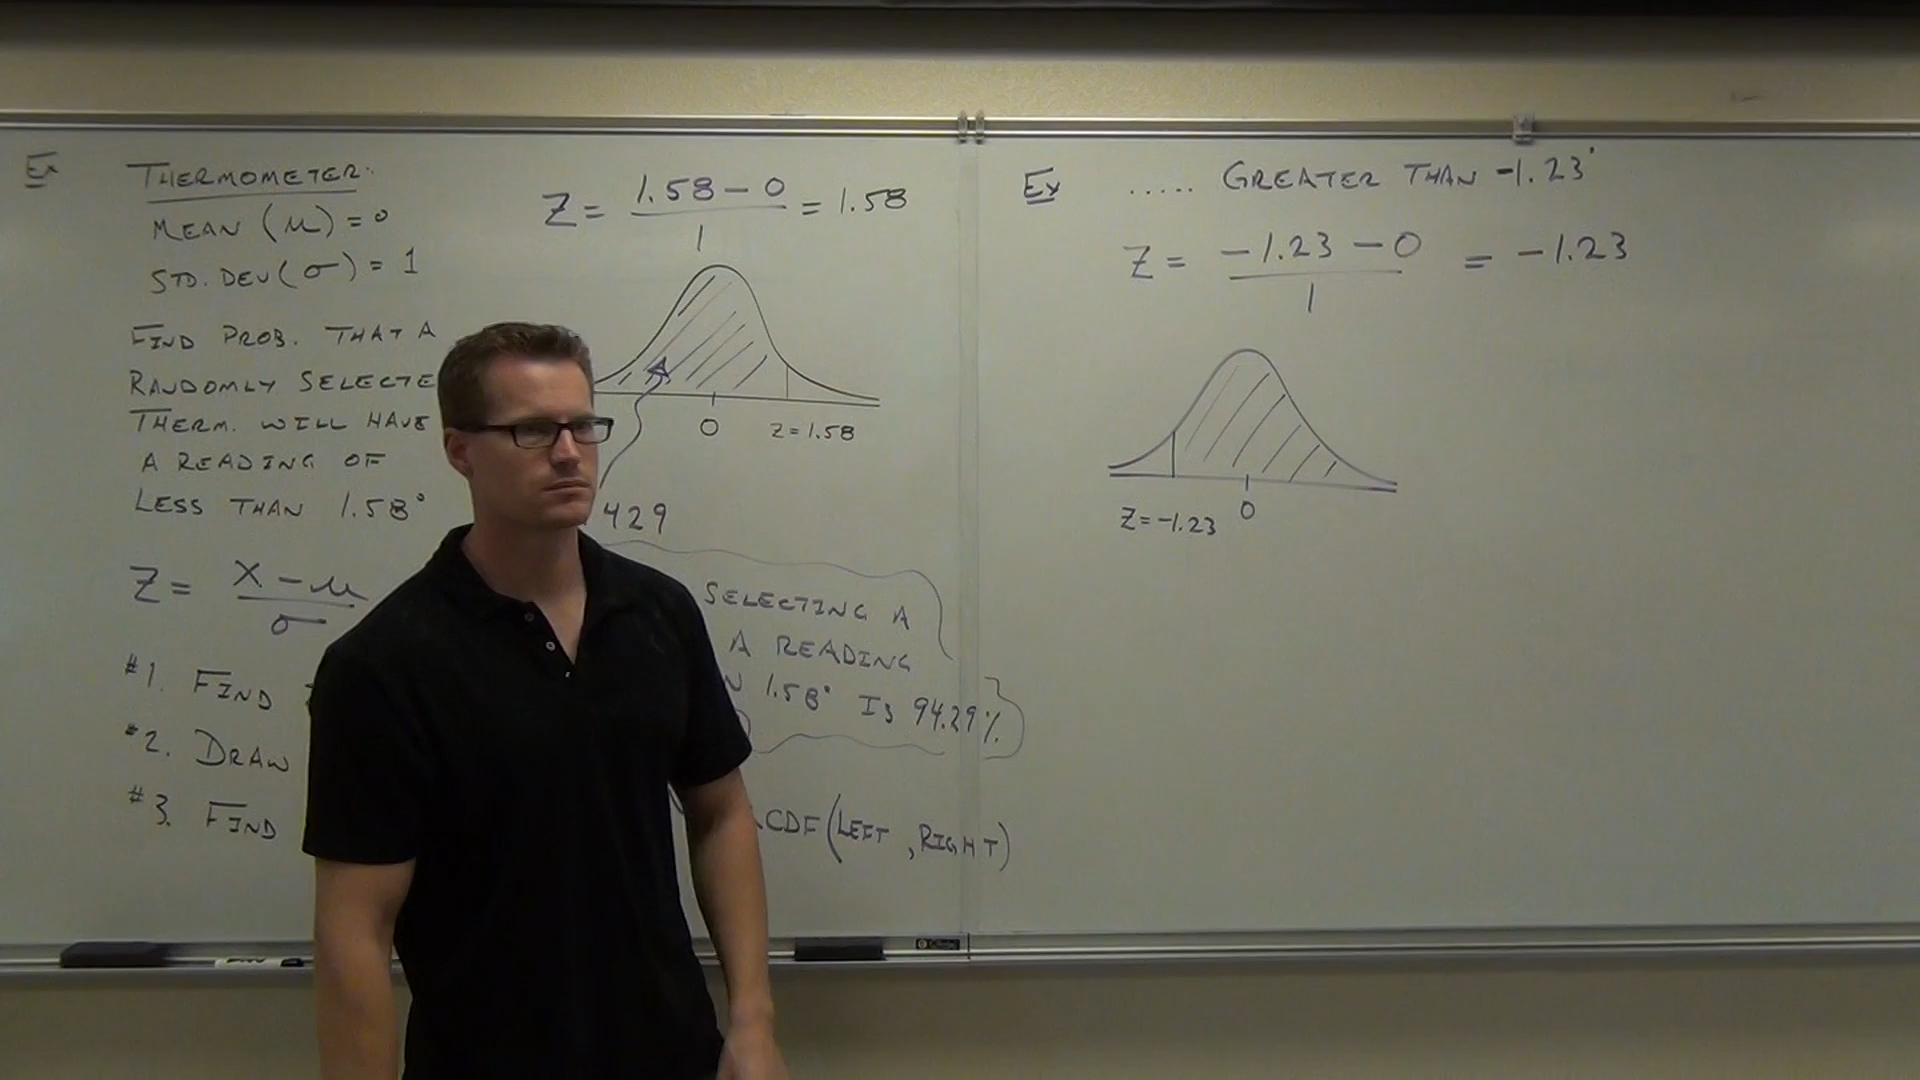 Ex
THERMOMETER:
MEAN (μ) = 0
STD. DEV (σ) = 1
FIND PROB. THAT A
RANDOMLY SELECTE
THERM. WILL HAVE
A READING OF
LESS THAN 1.58°
Z = X - μ
σ
#1. FIND
#2. DRAW
#3. FIND
Z = 1.58 - 0 = 1.58
1
0 Z = 1.58
429
SELECTING A
A READING
N 1.58° IS 94.29%
CDF(LEFT, RIGHT)
Ex ..... GREATER THAN -1.23°
Z = -1.23 - 0 = -1.23
1
Z = -1.23 0